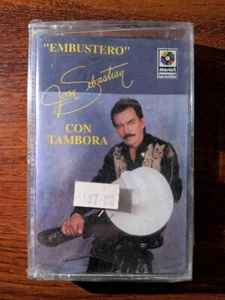 "EMBUSTERO"
Joan Sebastian
CON
TAMBORA